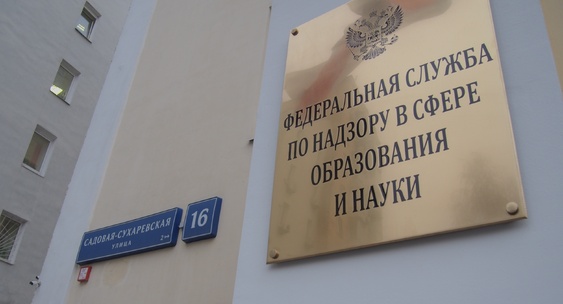 ФЕДЕРАЛЬНАЯ СЛУЖБА
ПО НАДЗОРУ В СФЕРЕ
ОБРАЗОВАНИЯ
И НАУКИ
САДОВАЯ-СУХАРЕВСКАЯ
УЛИЦА
16